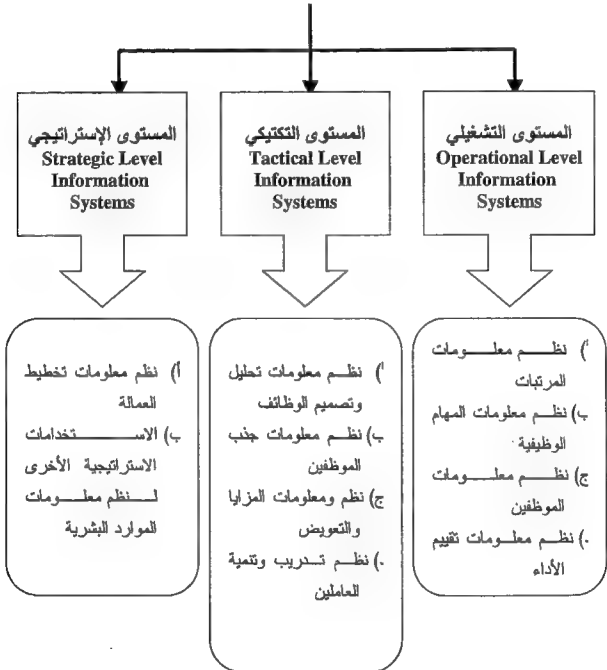 المستوى التشغيلي
Operational Level
Information
Systems
المستوى التكتيكي
Tactical Level
Information
Systems
المستوى الإستراتيجي
Strategic Level
Information
Systems
أ) نظم معلومات
المرتبات
ب) نظم معلومات المهام
الوظيفية
ج) نظم معلومات
الموظفين
.) نظم معلومات تقييم
الأداء
أ) نظم معلومات تحليل
وتصميم الوظائف
ب) نظم معلومات جذب
الموظفين
ج) نظم ومعلومات المزايا
والتعويض
.) نظم تدريب وتنمية
العاملين
أ) نظم معلومات تخطيط
العمالة
ب) الاستخدامات
الاستراتيجية الأخرى
لنظم معلومات
الموارد البشرية